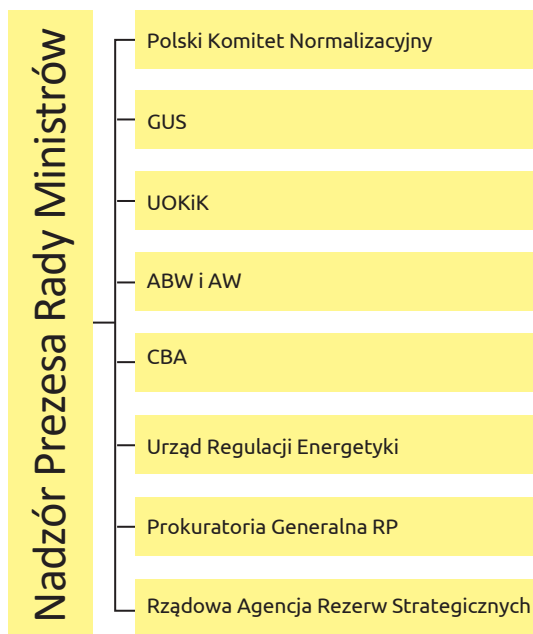 Nadzór Prezesa Rady Ministrów
Polski Komitet Normalizacyjny
GUS
UOKiK
ABW i AW
CBA
Urząd Regulacji Energetyki
Prokuratoria Generalna RP
Rządowa Agencja Rezerw Strategicznych